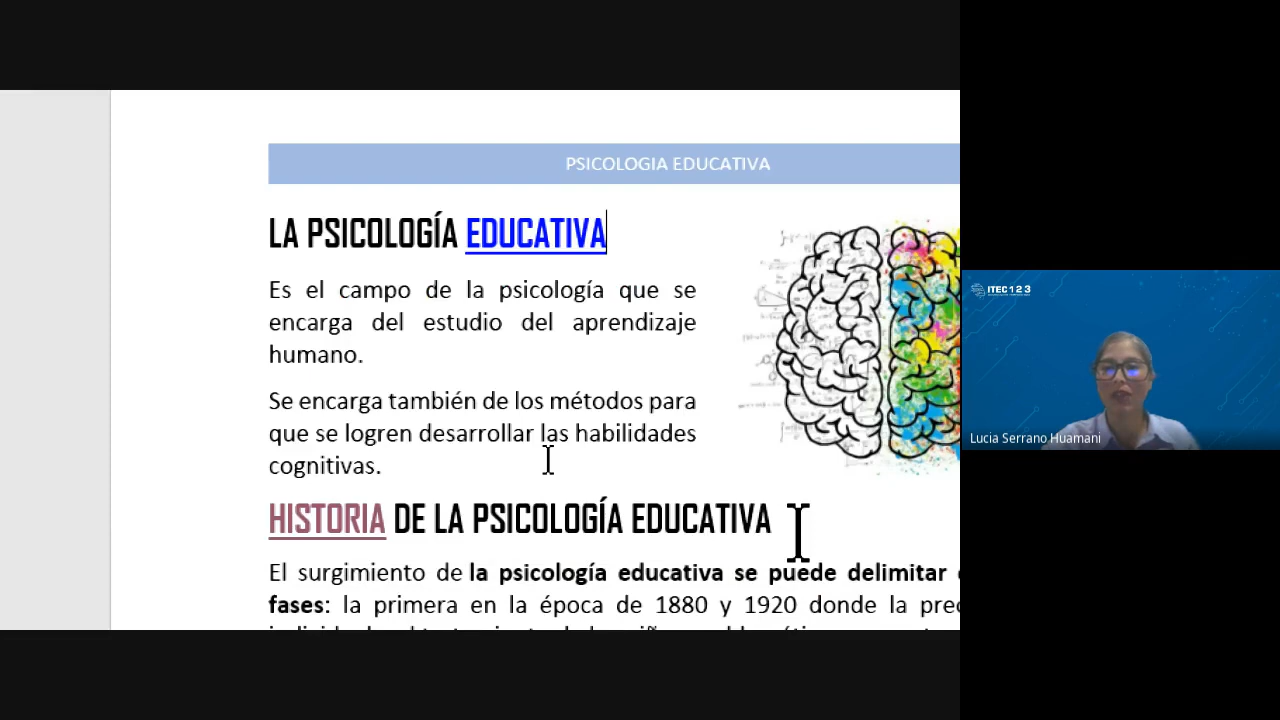 PSICOLOGIA EDUCATIVA
LA PSICOLOGÍA EDUCATIVA
Es el campo de la psicología que se
encarga del estudio del aprendizaje
humano.
Se encarga también de los métodos para
que se logren desarrollar las habilidades
cognitivas.
HISTORIA DE LA PSICOLOGÍA EDUCATIVA
El surgimiento de la psicología educativa se puede delimitar
fases: la primera en la época de 1880 y 1920 donde la
ITEC 1 2 3
Lucia Serrano Huamani